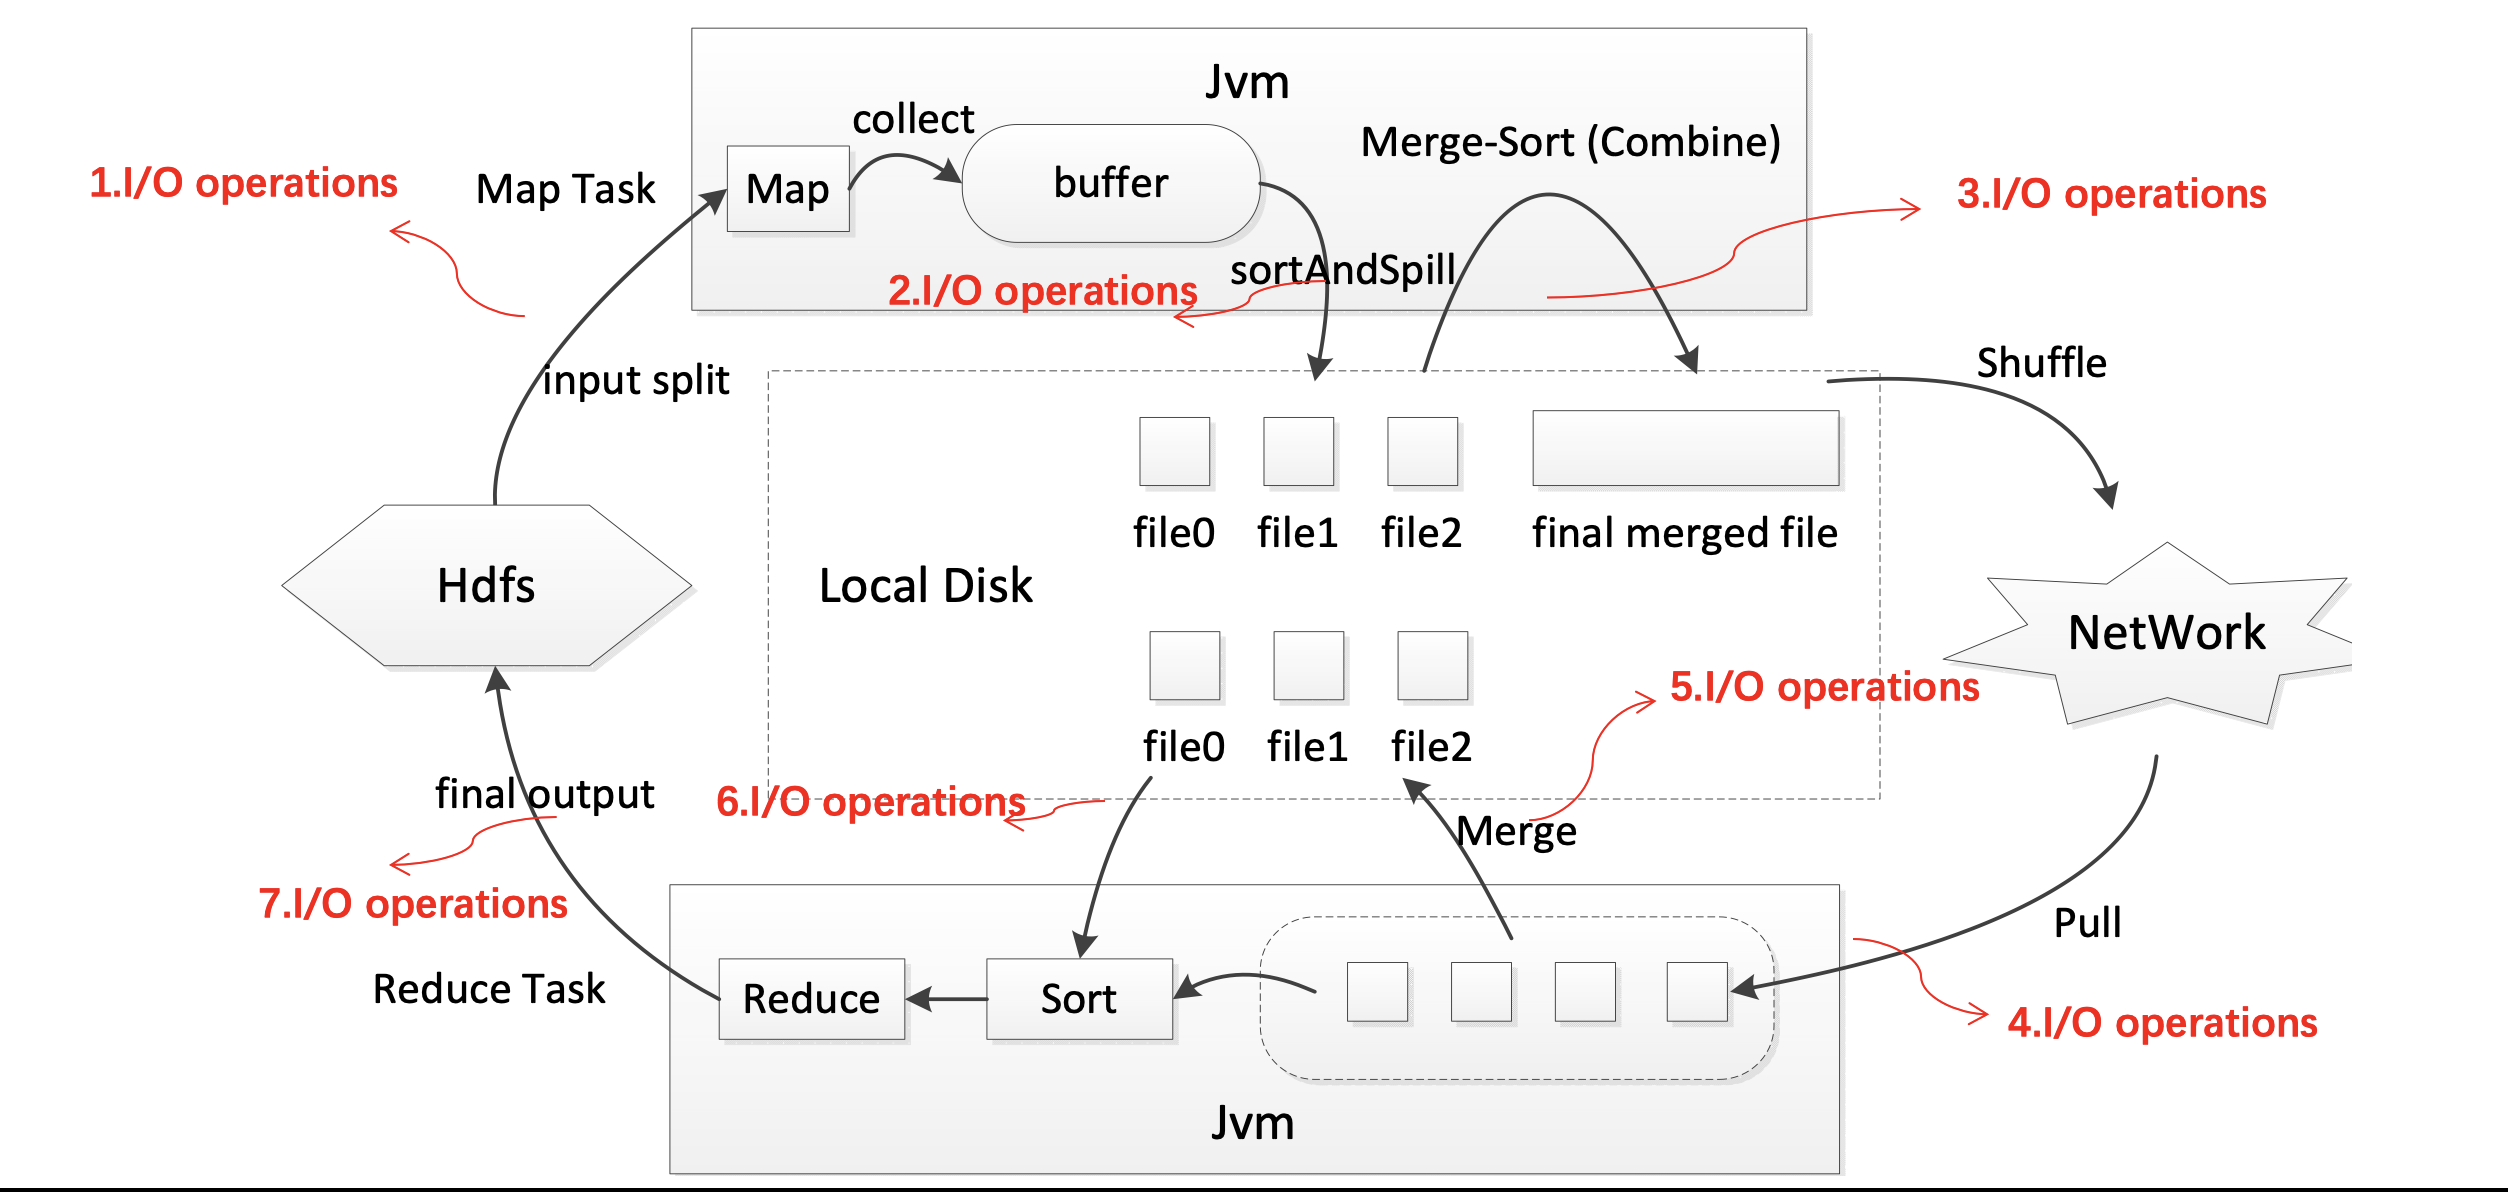 Jvm
collect
Merge-Sort (Combine)
1.I/O operations
Map Task
Map
buffer
3.I/O operations
sortAndSpill
2.I/O operations
input split
Shuffle
file0
file1
file2
final merged file
Hdfs
Local Disk
NetWork
5.I/O operations
file0
file1
file2
final output
6.I/O operations
Merge
7.I/O operations
Pull
Reduce Task
Reduce
Sort
4.I/O operations
Jvm